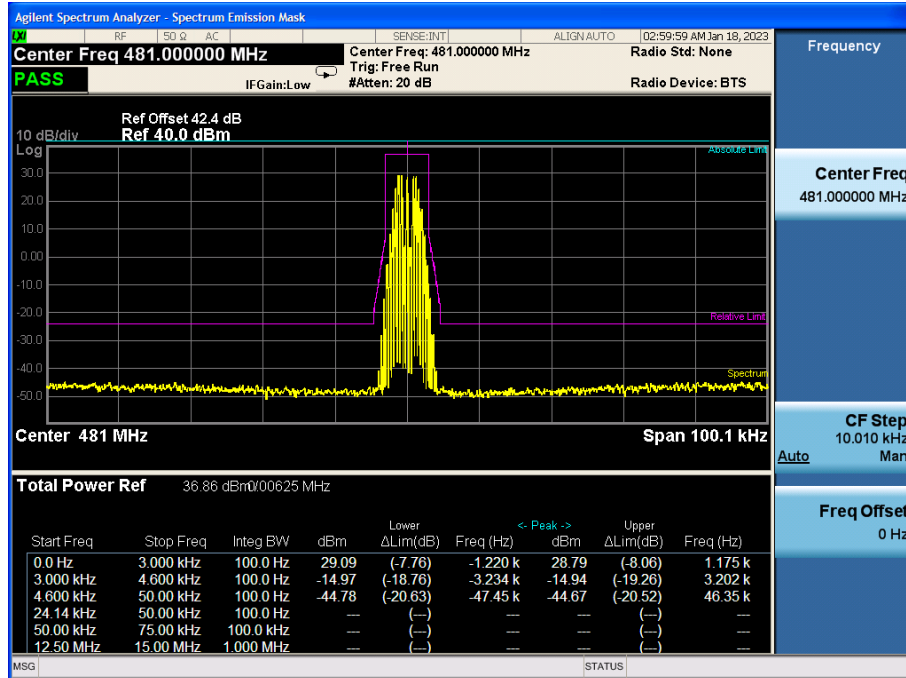 Agilent Spectrum Analyzer - Spectrum Emission Mask
LXI RF 50 Ω AC SENSE:INT ALIGN AUTO 02:59:59 AM Jan 18, 2023
Center Freq 481.000000 MHz
Center Freq: 481.000000 MHz
Radio Std: None
Trig: Free Run
PASS
IFGain:Low
#Atten: 20 dB
Radio Device: BTS
Frequency
Ref Offset 42.4 dB
10 dB/div Ref 40.0 dBm
Log
Absolute Limit
30.0
20.0
10.0
0.00
-10.0
-20.0
Relative Limit
-30.0
-40.0
Spectrum
-50.0
Center 481 MHz
Span 100.1 kHz
Center Freq
481.000000 MHz
CF Step
10.010 kHz
Auto Man
Freq Offset
0 Hz
Total Power Ref 36.86 dBm/0.00625 MHz
Lower <- Peak -> Upper
Start Freq Stop Freq Integ BW dBm ΔLim(dB) Freq (Hz) dBm ΔLim(dB) Freq (Hz)
0.0 Hz 3.000 kHz 100.0 Hz 29.09 (-7.76) -1.220 k 28.79 (-8.06) 1.175 k
3.000 kHz 4.600 kHz 100.0 Hz -14.97 (-18.76) -3.234 k -14.94 (-19.26) 3.202 k
4.600 kHz 50.00 kHz 100.0 Hz -44.78 (-20.63) -47.45 k -44.67 (-20.52) 46.35 k
24.14 kHz 50.00 kHz 100.0 Hz --- (---) --- --- (---) ---
50.00 kHz 75.00 kHz 100.0 kHz --- (---) --- --- (---) ---
12.50 MHz 15.00 MHz 1.000 MHz --- (---) --- --- (---) ---
MSG STATUS